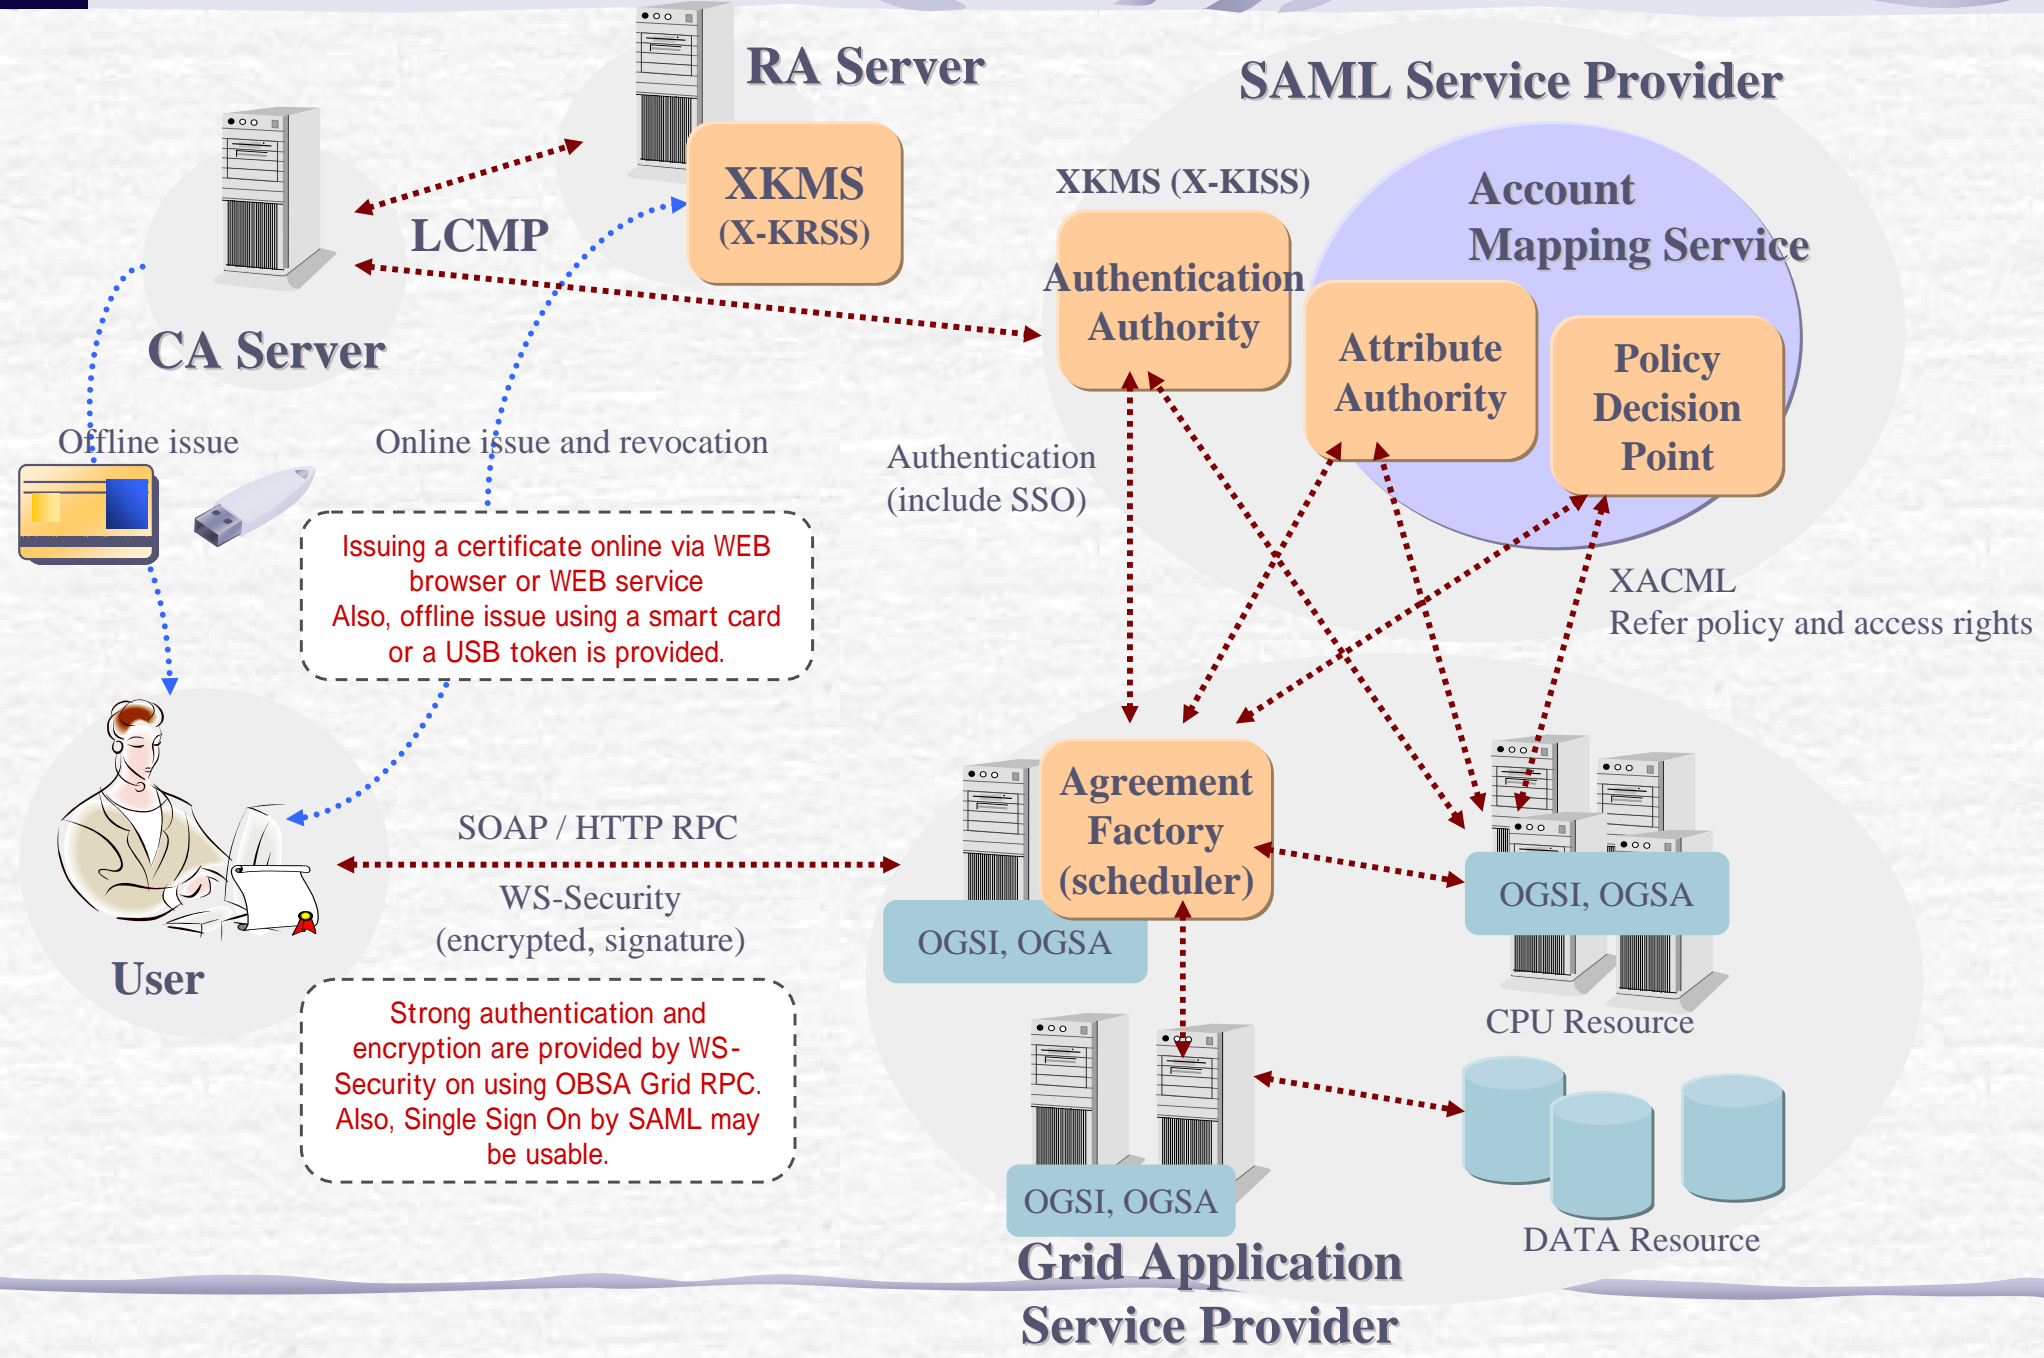 RA Server
SAML Service Provider
XKMS
(X-KRSS)
XKMS (X-KISS)
Account
Mapping Service
LCMP
Authentication
Authority
CA Server
Attribute
Authority
Policy
Decision
Point
Offline issue
Online issue and revocation
Authentication
(include SSO)
Issuing a certificate online via WEB
browser or WEB service
Also, offline issue using a smart card
or a USB token is provided.
XACML
Refer policy and access rights
Agreement
Factory
(scheduler)
SOAP / HTTP RPC
WS-Security
(encrypted, signature)
OGSI, OGSA
OGSI, OGSA
User
CPU Resource
Strong authentication and
encryption are provided by WS-
Security on using OBSA Grid RPC.
Also, Single Sign On by SAML may
be usable.
OGSI, OGSA
DATA Resource
Grid Application
Service Provider